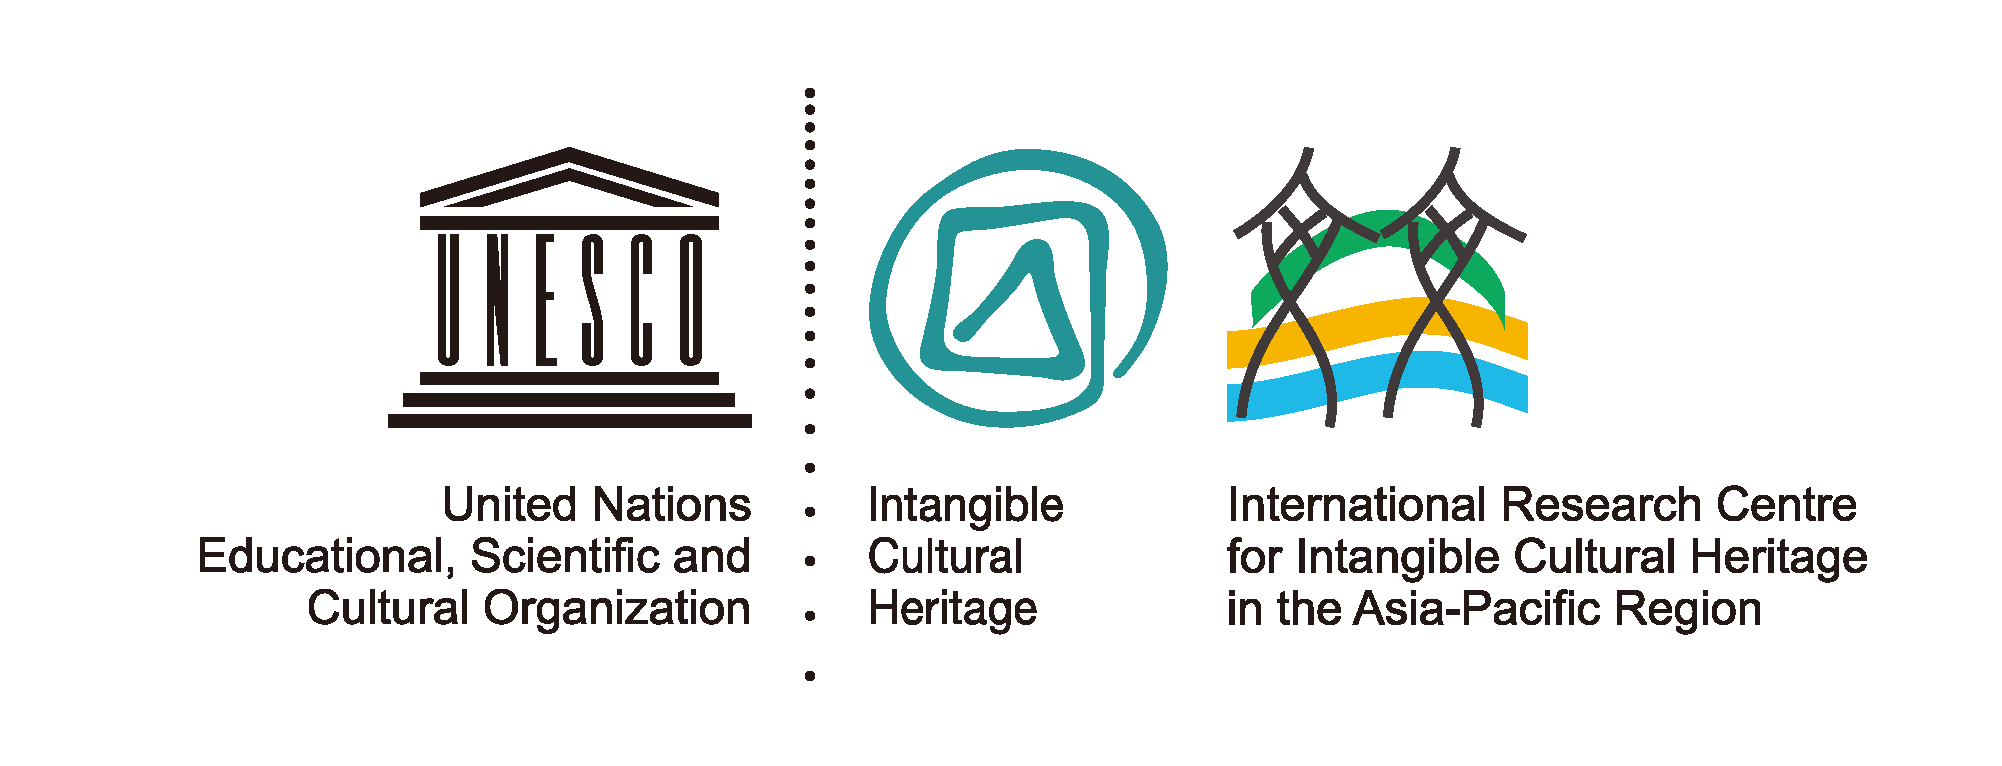 UNESCO
United Nations
Educational, Scientific and
Cultural Organization
Intangible
Cultural
Heritage
International Research Centre
for Intangible Cultural Heritage
in the Asia-Pacific Region